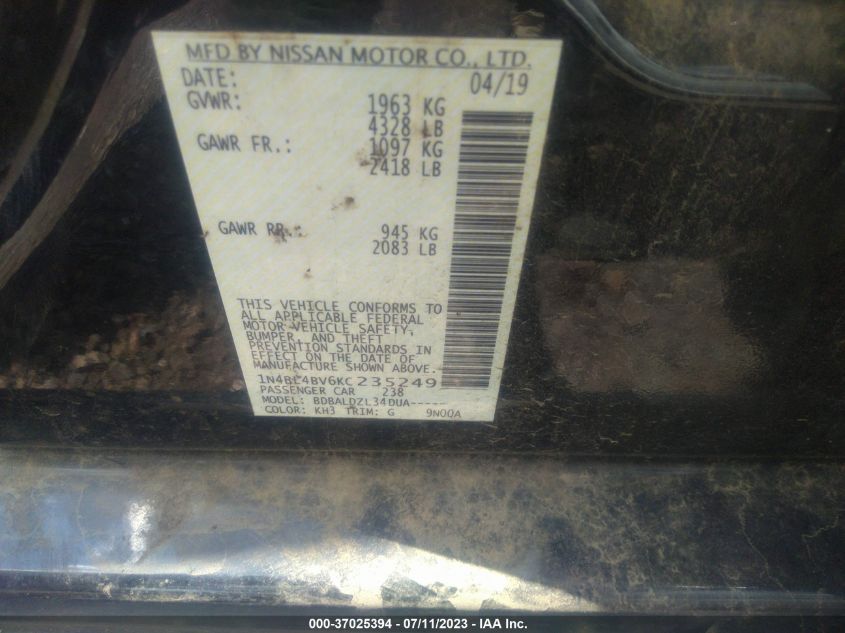 MFD BY NISSAN MOTOR CO., LTD.
DATE: 04/19
GVWR: 1963 KG
4328 LB
GAWR FR.: 1097 KG
2418 LB
GAWR RR.: 945 KG
2083 LB
THIS VEHICLE CONFORMS TO
ALL APPLICABLE FEDERAL
MOTOR VEHICLE SAFETY,
BUMPER, AND THEFT
PREVENTION STANDARDS IN
EFFECT ON THE DATE OF
MANUFACTURE SHOWN ABOVE.
1N4BL4BV6KC235249
PASSENGER CAR 238
MODEL: BDBALDZL34DUA-----
COLOR: KH3 TRIM: G 9N00A
000-37025394 - 07/11/2023 - IAA Inc.